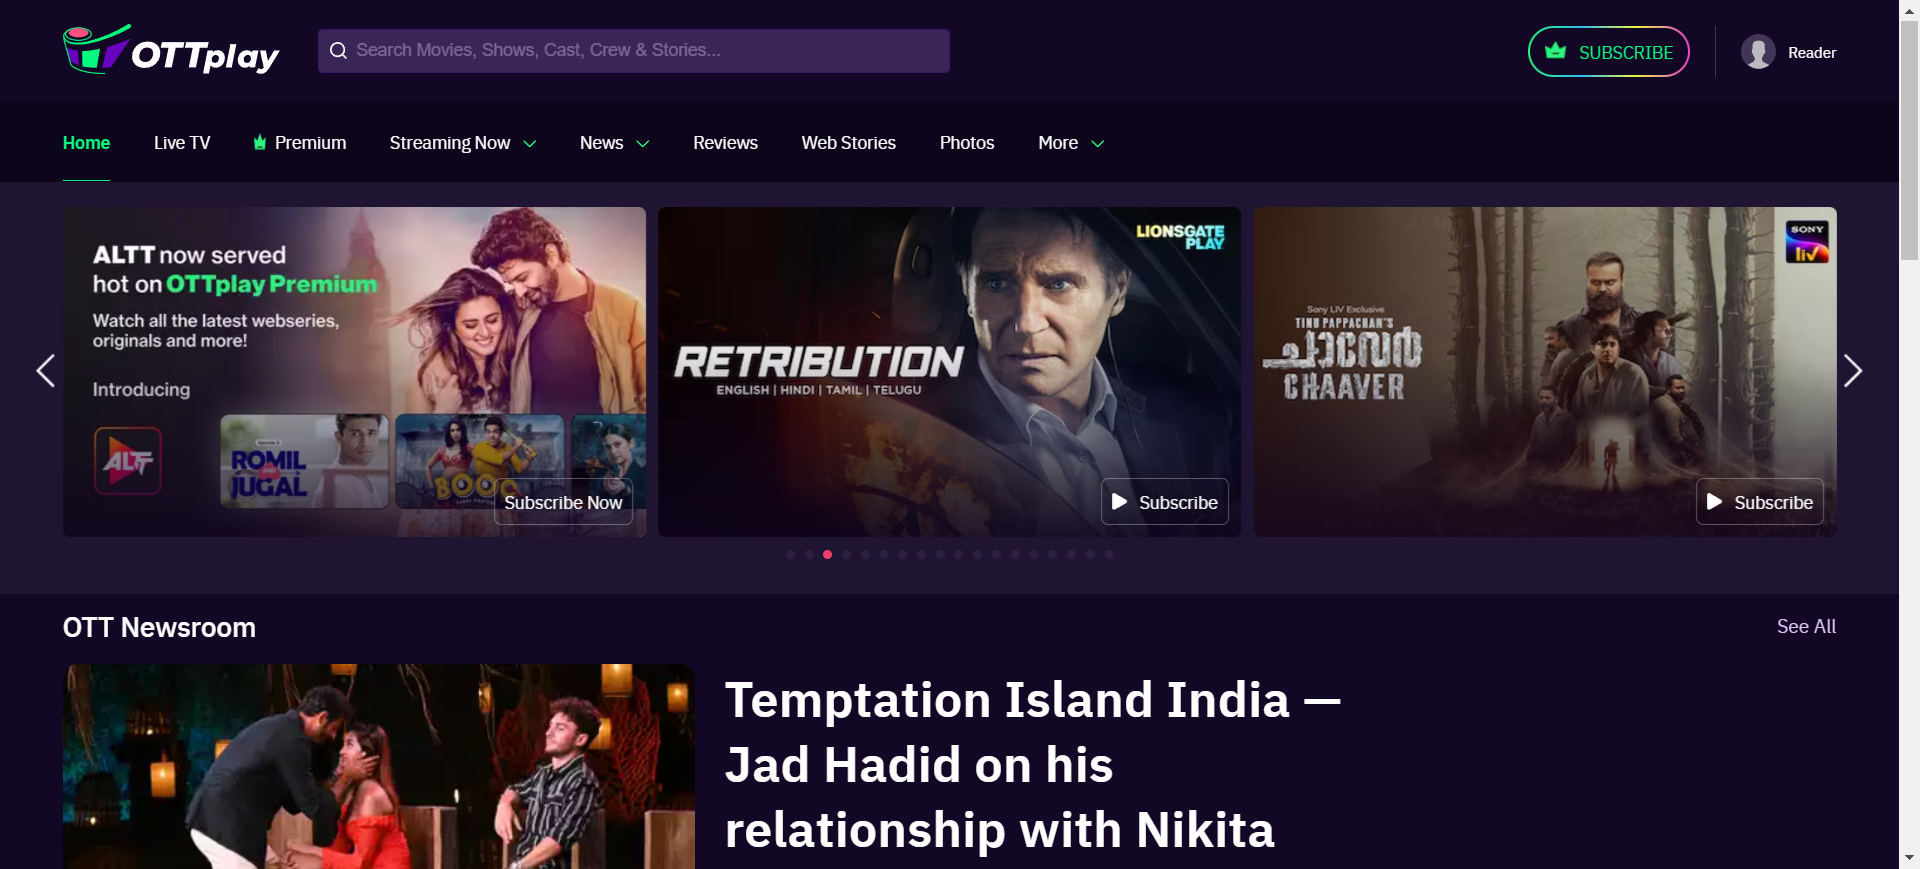 OTTplay
Search Movies, Shows, Cast, Crew & Stories...
SUBSCRIBE
Reader
Home
Live TV
Premium
Streaming Now
News
Reviews
Web Stories
Photos
More
ALTT now served
hot on OTTplay Premium
Watch all the latest webseries,
originals and more!
Introducing
ALTT
ROMIL
JUGAL
Subscribe Now
LIONSGATE
PLAY
RETRIBUTION
ENGLISH | HINDI | TAMIL | TELUGU
Subscribe
SONY
liv
Sony LIV Exclusive
TINU PAPPACHAN'S
ചാവേർ
CHAAVER
Subscribe
OTT Newsroom
See All
Temptation Island India —
Jad Hadid on his
relationship with Nikita